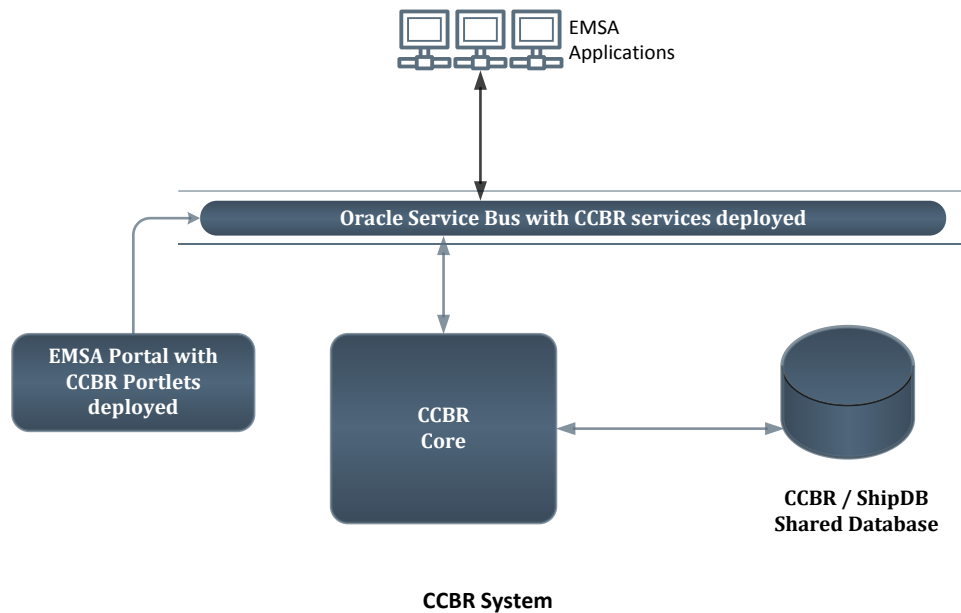 EMSA
Applications
Oracle Service Bus with CCBR services deployed
EMSA Portal with
CCBR Portlets
deployed
CCBR
Core
CCBR / ShipDB
Shared Database
CCBR System